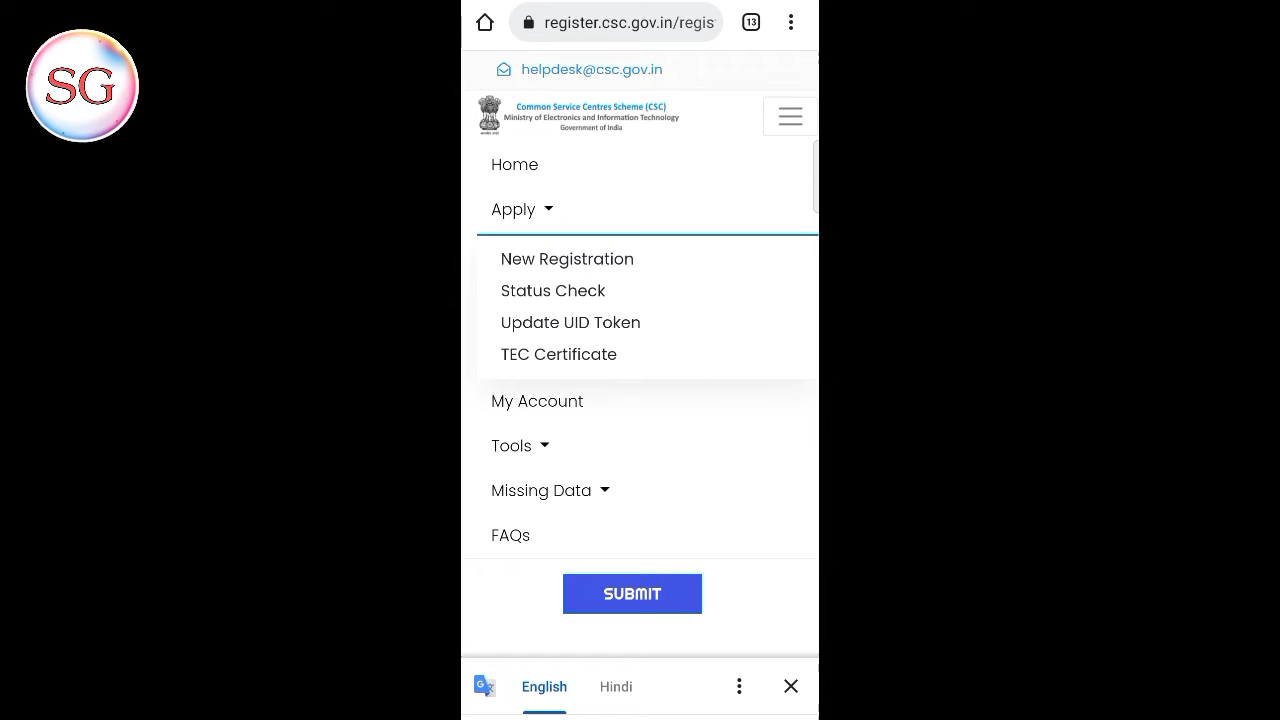 SG
register.csc.gov.in/regis
13
helpdesk@csc.gov.in
Common Service Centres Scheme (CSC)
Ministry of Electronics and Information Technology
Government of India
Home
Apply
New Registration
Status Check
Update UID Token
TEC Certificate
My Account
Tools
Missing Data
FAQs
SUBMIT
English Hindi